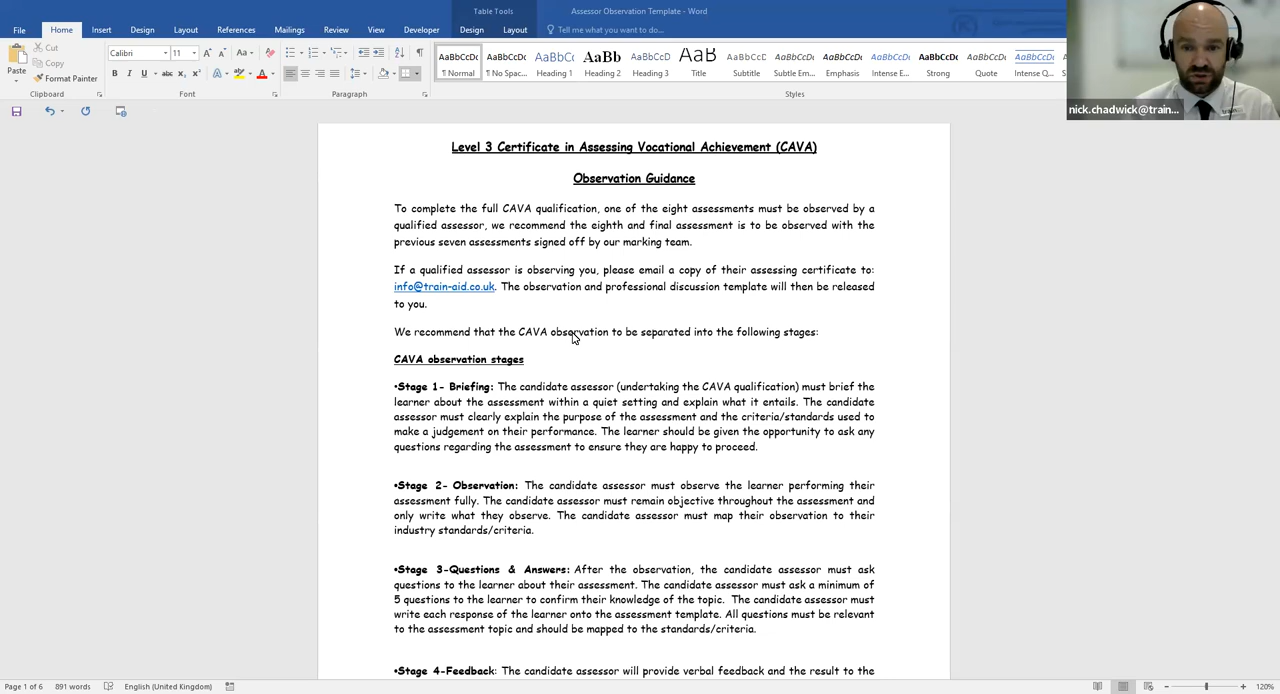 Table Tools
Assessor Observation Template - Word
File Home Insert Design Layout References Mailings Review View Developer Design Layout Tell me what you want to do...
Paste
Cut
Copy
Format Painter
Clipboard
Calibri 11
Font
Paragraph
AaBbCcDc AaBbCcDc AaBbCc AaBb AaBbCcD AaB AaBbCcD AaBbCcDc AaBbCcDc AaBbCcDc AaBbCcDc AaBbCcDc AaBbCcDc
¶ Normal ¶ No Spac... Heading 1 Heading 2 Heading 3 Title Subtitle Subtle Em... Emphasis Intense E... Strong Quote Intense Q...
Styles
nick.chadwick@train...
Level 3 Certificate in Assessing Vocational Achievement (CAVA)
Observation Guidance
To complete the full CAVA qualification, one of the eight assessments must be observed by a
qualified assessor, we recommend the eighth and final assessment is to be observed with the
previous seven assessments signed off by our marking team.
If a qualified assessor is observing you, please email a copy of their assessing certificate to:
info@train-aid.co.uk. The observation and professional discussion template will then be released
to you.
We recommend that the CAVA observation to be separated into the following stages:
CAVA observation stages
•Stage 1- Briefing: The candidate assessor (undertaking the CAVA qualification) must brief the
learner about the assessment within a quiet setting and explain what it entails. The candidate
assessor must clearly explain the purpose of the assessment and the criteria/standards used to
make a judgement on their performance. The learner should be given the opportunity to ask any
questions regarding the assessment to ensure they are happy to proceed.
•Stage 2- Observation: The candidate assessor must observe the learner performing their
assessment fully. The candidate assessor must remain objective throughout the assessment and
only write what they observe. The candidate assessor must map their observation to their
industry standards/criteria.
•Stage 3-Questions & Answers: After the observation, the candidate assessor must ask
questions to the learner about their assessment. The candidate assessor must ask a minimum of
5 questions to the learner to confirm their knowledge of the topic. The candidate assessor must
write each response of the learner onto the assessment template. All questions must be relevant
to the assessment topic and should be mapped to the standards/criteria.
•Stage 4-Feedback: The candidate assessor will provide verbal feedback and the result to the
Page 1 of 6 891 words English (United Kingdom) 120%